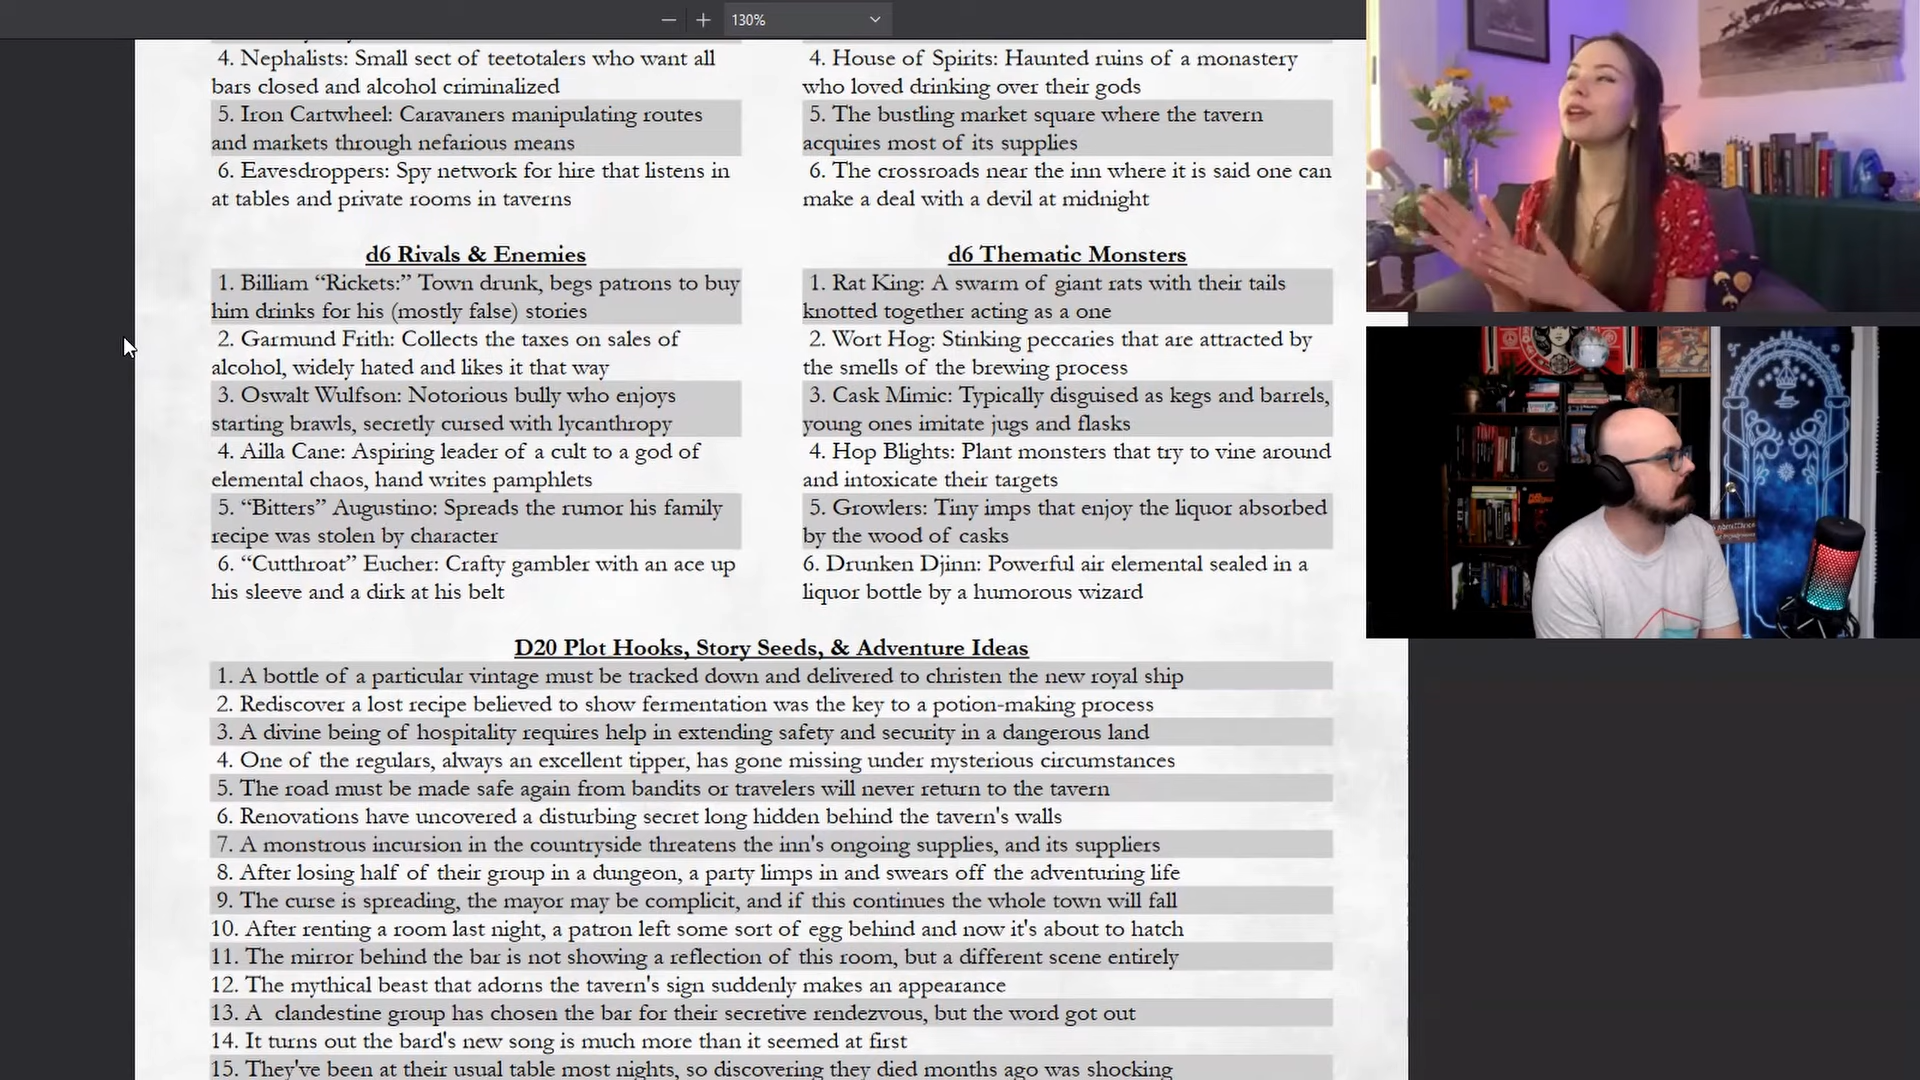 130%
4. Nephalists: Small sect of teetotalers who want all
bars closed and alcohol criminalized
5. Iron Cartwheel: Caravaners manipulating routes
and markets through nefarious means
6. Eavesdroppers: Spy network for hire that listens in
at tables and private rooms in taverns
4. House of Spirits: Haunted ruins of a monastery
who loved drinking over their gods
5. The bustling market square where the tavern
acquires most of its supplies
6. The crossroads near the inn where it is said one can
make a deal with a devil at midnight
d6 Rivals & Enemies
1. Billiam “Rickets:” Town drunk, begs patrons to buy
him drinks for his (mostly false) stories
2. Garmund Frith: Collects the taxes on sales of
alcohol, widely hated and likes it that way
3. Oswalt Wulfson: Notorious bully who enjoys
starting brawls, secretly cursed with lycanthropy
4. Ailla Cane: Aspiring leader of a cult to a god of
elemental chaos, hand writes pamphlets
5. “Bitters” Augustino: Spreads the rumor his family
recipe was stolen by character
6. “Cutthroat” Eucher: Crafty gambler with an ace up
his sleeve and a dirk at his belt
d6 Thematic Monsters
1. Rat King: A swarm of giant rats with their tails
knotted together acting as a one
2. Wort Hog: Stinking peccaries that are attracted by
the smells of the brewing process
3. Cask Mimic: Typically disguised as kegs and barrels,
young ones imitate jugs and flasks
4. Hop Blights: Plant monsters that try to vine around
and intoxicate their targets
5. Growlers: Tiny imps that enjoy the liquor absorbed
by the wood of casks
6. Drunken Djinn: Powerful air elemental sealed in a
liquor bottle by a humorous wizard
D20 Plot Hooks, Story Seeds, & Adventure Ideas
1. A bottle of a particular vintage must be tracked down and delivered to christen the new royal ship
2. Rediscover a lost recipe believed to show fermentation was the key to a potion-making process
3. A divine being of hospitality requires help in extending safety and security in a dangerous land
4. One of the regulars, always an excellent tipper, has gone missing under mysterious circumstances
5. The road must be made safe again from bandits or travelers will never return to the tavern
6. Renovations have uncovered a disturbing secret long hidden behind the tavern's walls
7. A monstrous incursion in the countryside threatens the inn's ongoing supplies, and its suppliers
8. After losing half of their group in a dungeon, a party limps in and swears off the adventuring life
9. The curse is spreading, the mayor may be complicit, and if this continues the whole town will fall
10. After renting a room last night, a patron left some sort of egg behind and now it's about to hatch
11. The mirror behind the bar is not showing a reflection of this room, but a different scene entirely
12. The mythical beast that adorns the tavern's sign suddenly makes an appearance
13. A clandestine group has chosen the bar for their secretive rendezvous, but the word got out
14. It turns out the bard's new song is much more than it seemed at first
15. They've been at their usual table most nights, so discovering they died months ago was shocking